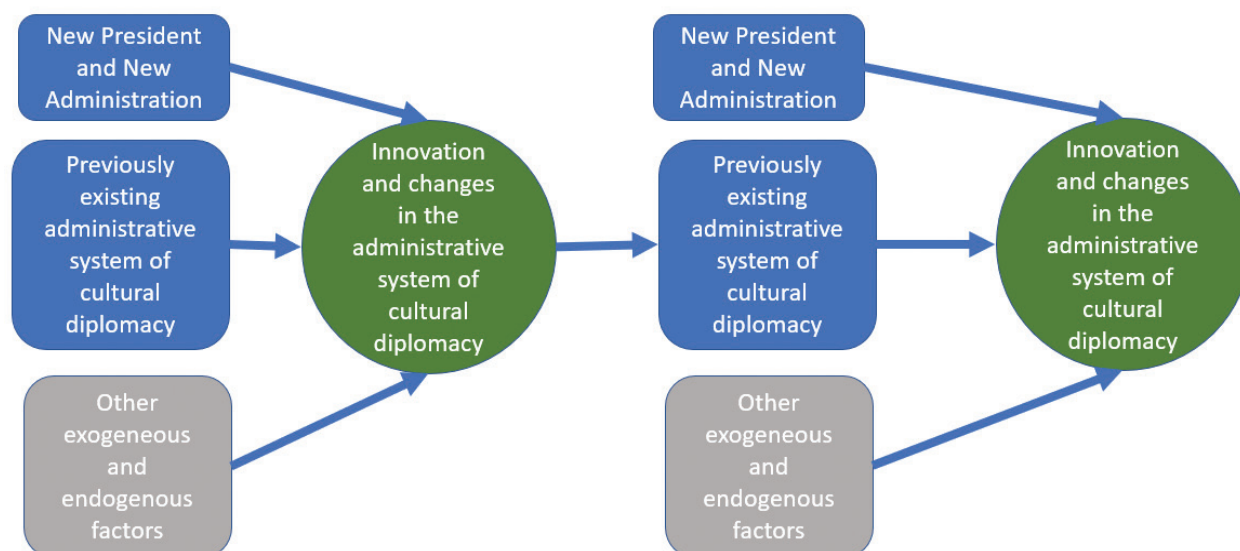 New President
and New
Administration
Previously
existing
administrative
system of
cultural
diplomacy
Other
exogeneous
and
endogenous
factors
Innovation
and changes
in the
administrative
system of
cultural
diplomacy
New President
and New
Administration
Previously
existing
administrative
system of
cultural
diplomacy
Other
exogeneous
and
endogenous
factors
Innovation
and changes
in the
administrative
system of
cultural
diplomacy